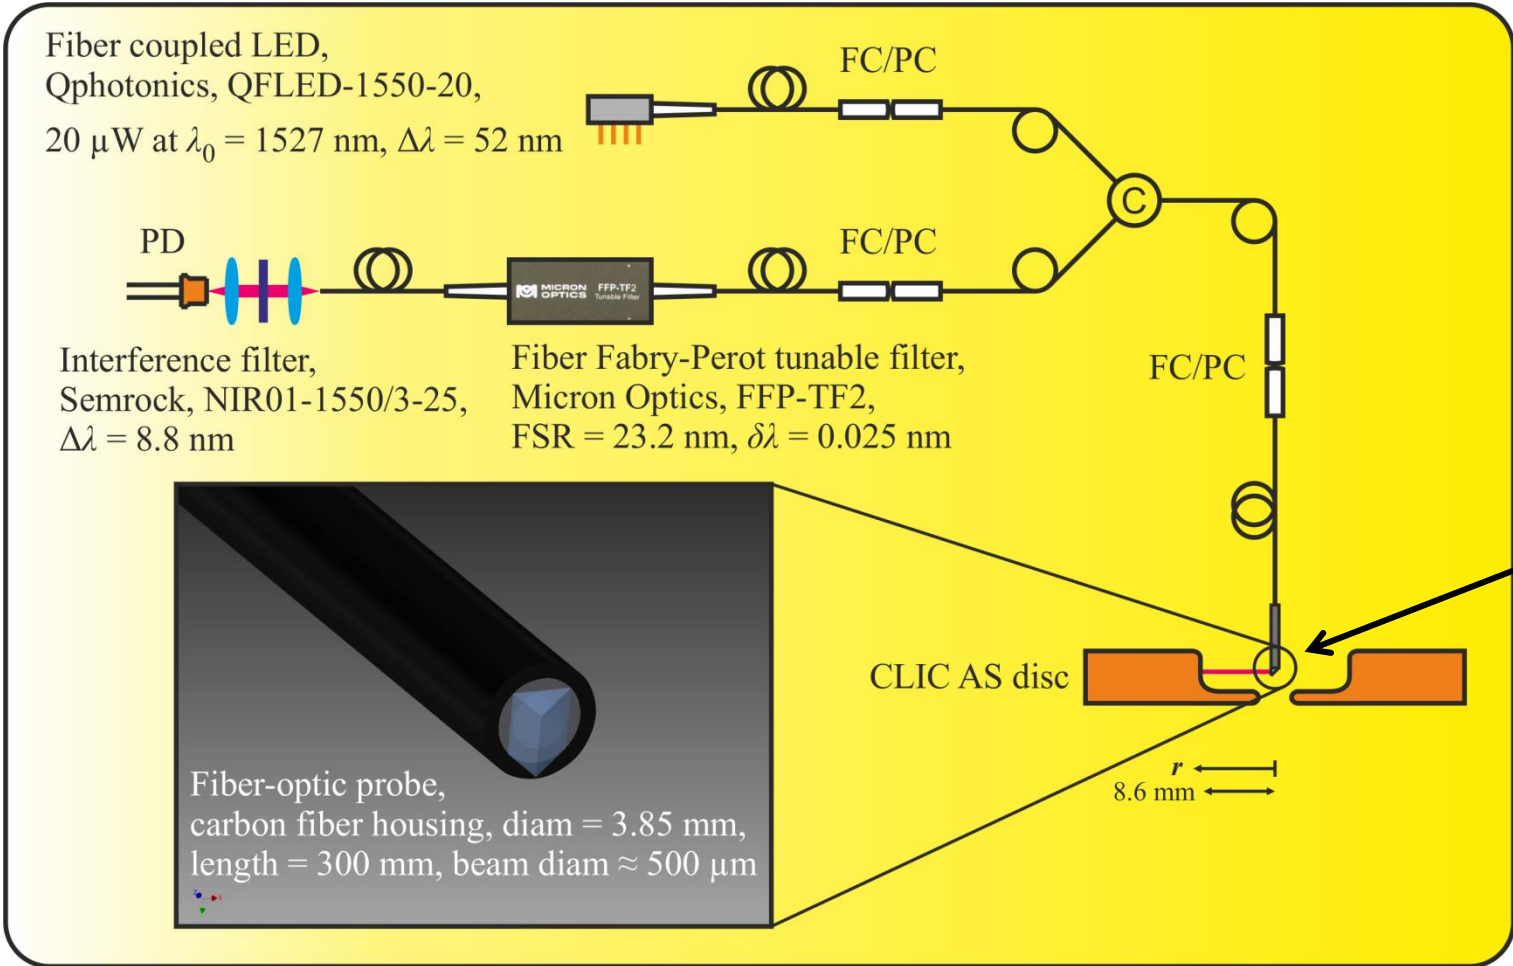 Fiber coupled LED,
Qphotonics, QFLED-1550-20,
20 µW at λ0 = 1527 nm, Δλ = 52 nm
FC/PC
C
PD
FC/PC
MICRON OPTICS
FFP-TF2
Tunable Filter
Interference filter,
Semrock, NIR01-1550/3-25,
Δλ = 8.8 nm
Fiber Fabry-Perot tunable filter,
Micron Optics, FFP-TF2,
FSR = 23.2 nm, δλ = 0.025 nm
FC/PC
CLIC AS disc
r
8.6 mm
Fiber-optic probe,
carbon fiber housing, diam = 3.85 mm,
length = 300 mm, beam diam ≈ 500 µm